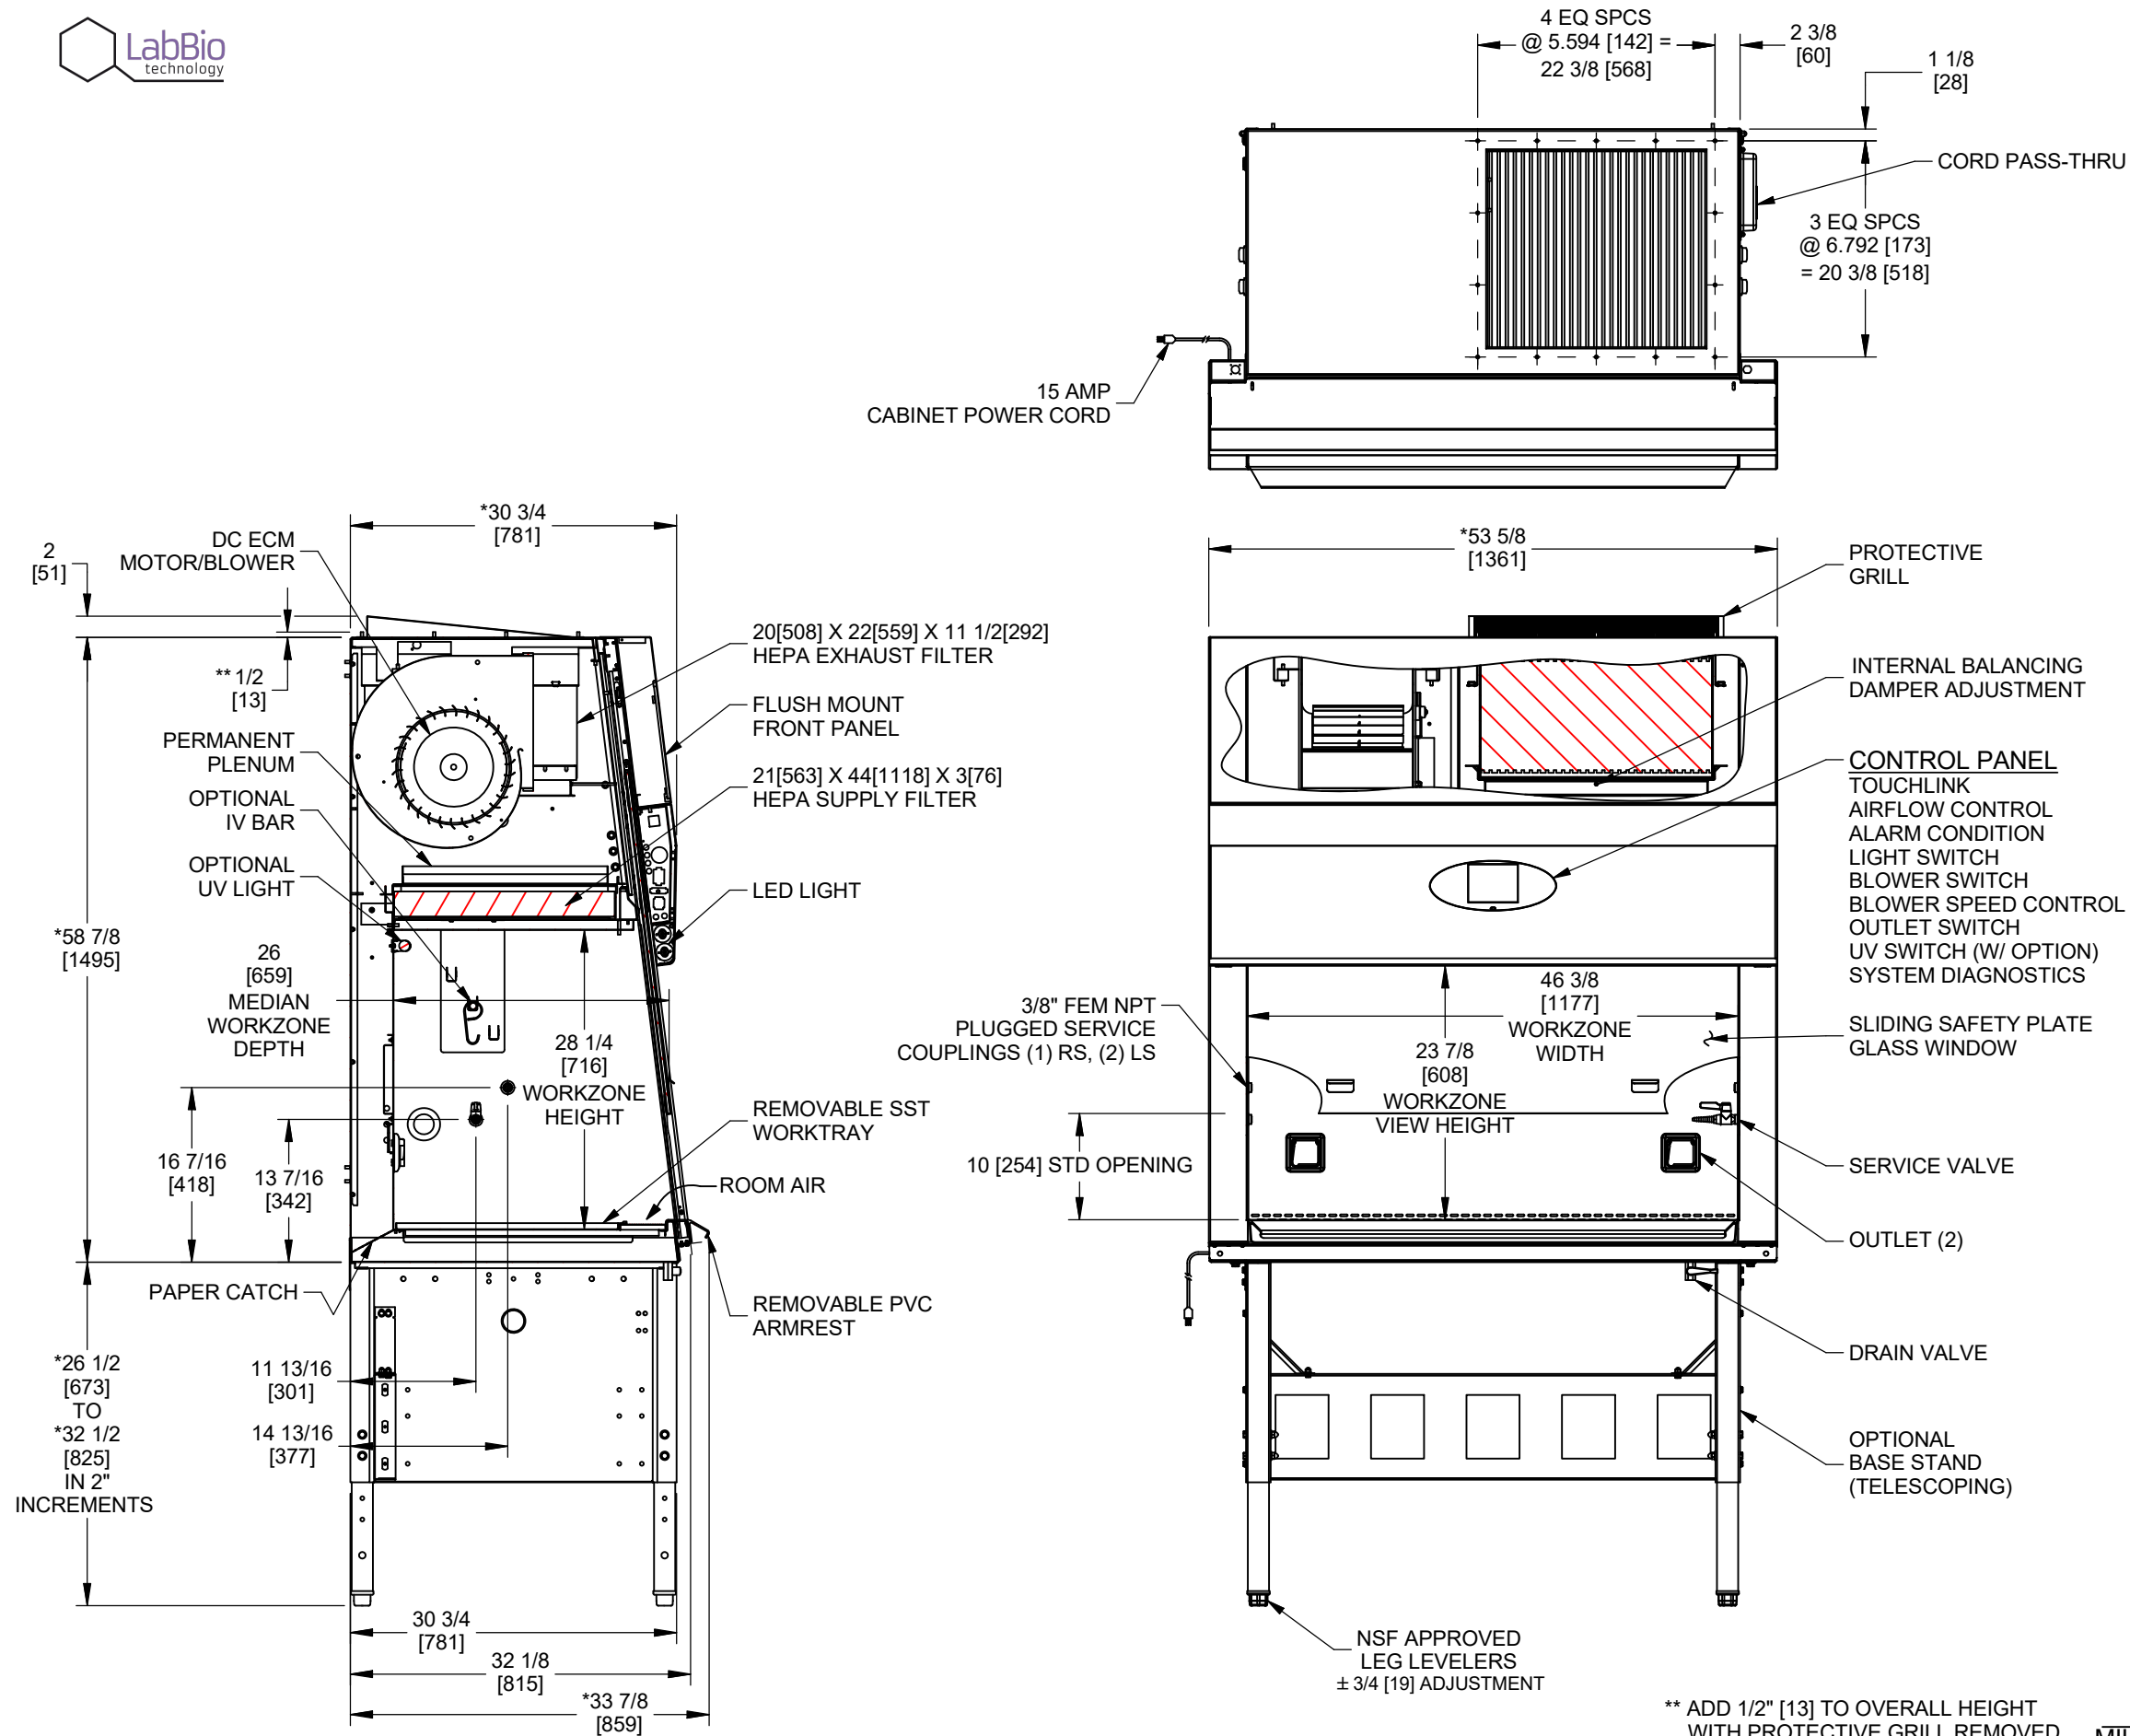 LabBio
technology
4 EQ SPCS
@ 5.594 [142] =
22 3/8 [568]
2 3/8
[60]
1 1/8
[28]
CORD PASS-THRU
3 EQ SPCS
@ 6.792 [173]
= 20 3/8 [518]
15 AMP
CABINET POWER CORD
*30 3/4
[781]
DC ECM
MOTOR/BLOWER
2
[51]
** 1/2
[13]
20[508] X 22[559] X 11 1/2[292]
HEPA EXHAUST FILTER
FLUSH MOUNT
FRONT PANEL
PERMANENT
PLENUM
21[563] X 44[1118] X 3[76]
HEPA SUPPLY FILTER
OPTIONAL
IV BAR
OPTIONAL
UV LIGHT
LED LIGHT
*58 7/8
[1495]
26
[659]
MEDIAN
WORKZONE
DEPTH
28 1/4
[716]
WORKZONE
HEIGHT
REMOVABLE SST
WORKTRAY
16 7/16
[418]
13 7/16
[342]
ROOM AIR
PAPER CATCH
REMOVABLE PVC
ARMREST
*26 1/2
[673]
TO
*32 1/2
[825]
IN 2"
INCREMENTS
11 13/16
[301]
14 13/16
[377]
30 3/4
[781]
32 1/8
[815]
*33 7/8
[859]
*53 5/8
[1361]
PROTECTIVE
GRILL
INTERNAL BALANCING
DAMPER ADJUSTMENT
CONTROL PANEL
TOUCHLINK
AIRFLOW CONTROL
ALARM CONDITION
LIGHT SWITCH
BLOWER SWITCH
BLOWER SPEED CONTROL
OUTLET SWITCH
UV SWITCH (W/ OPTION)
SYSTEM DIAGNOSTICS
3/8" FEM NPT
PLUGGED SERVICE
COUPLINGS (1) RS, (2) LS
46 3/8
[1177]
WORKZONE
WIDTH
23 7/8
[608]
WORKZONE
VIEW HEIGHT
SLIDING SAFETY PLATE
GLASS WINDOW
10 [254] STD OPENING
SERVICE VALVE
OUTLET (2)
DRAIN VALVE
OPTIONAL
BASE STAND
(TELESCOPING)
NSF APPROVED
LEG LEVELERS
± 3/4 [19] ADJUSTMENT
** ADD 1/2" [13] TO OVERALL HEIGHT
WITH PROTECTIVE GRILL REMOVED